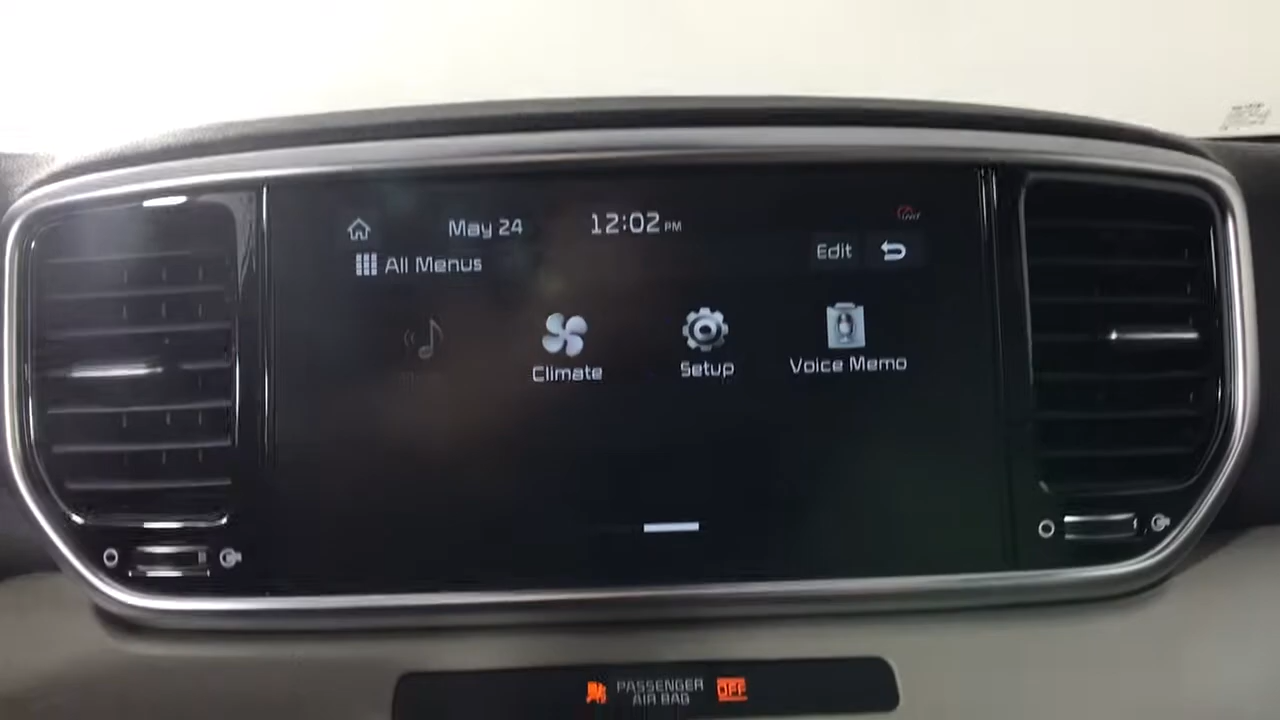 May 24
12:02 PM
All Menus
Edit
Climate
Setup
Voice Memo
PASSENGER
AIR BAG
OFF